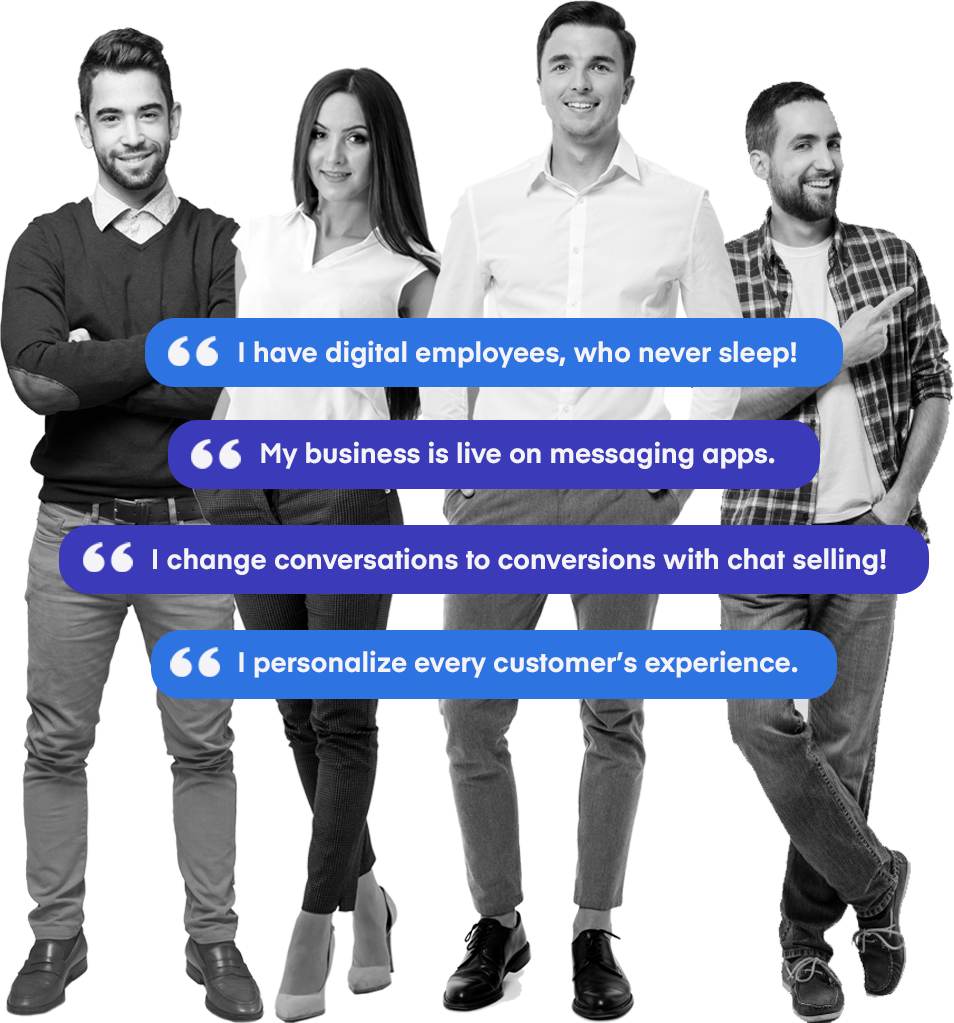 “ I have digital employees, who never sleep!
“ My business is live on messaging apps.
“ I change conversations to conversions with chat selling!
“ I personalize every customer’s experience.